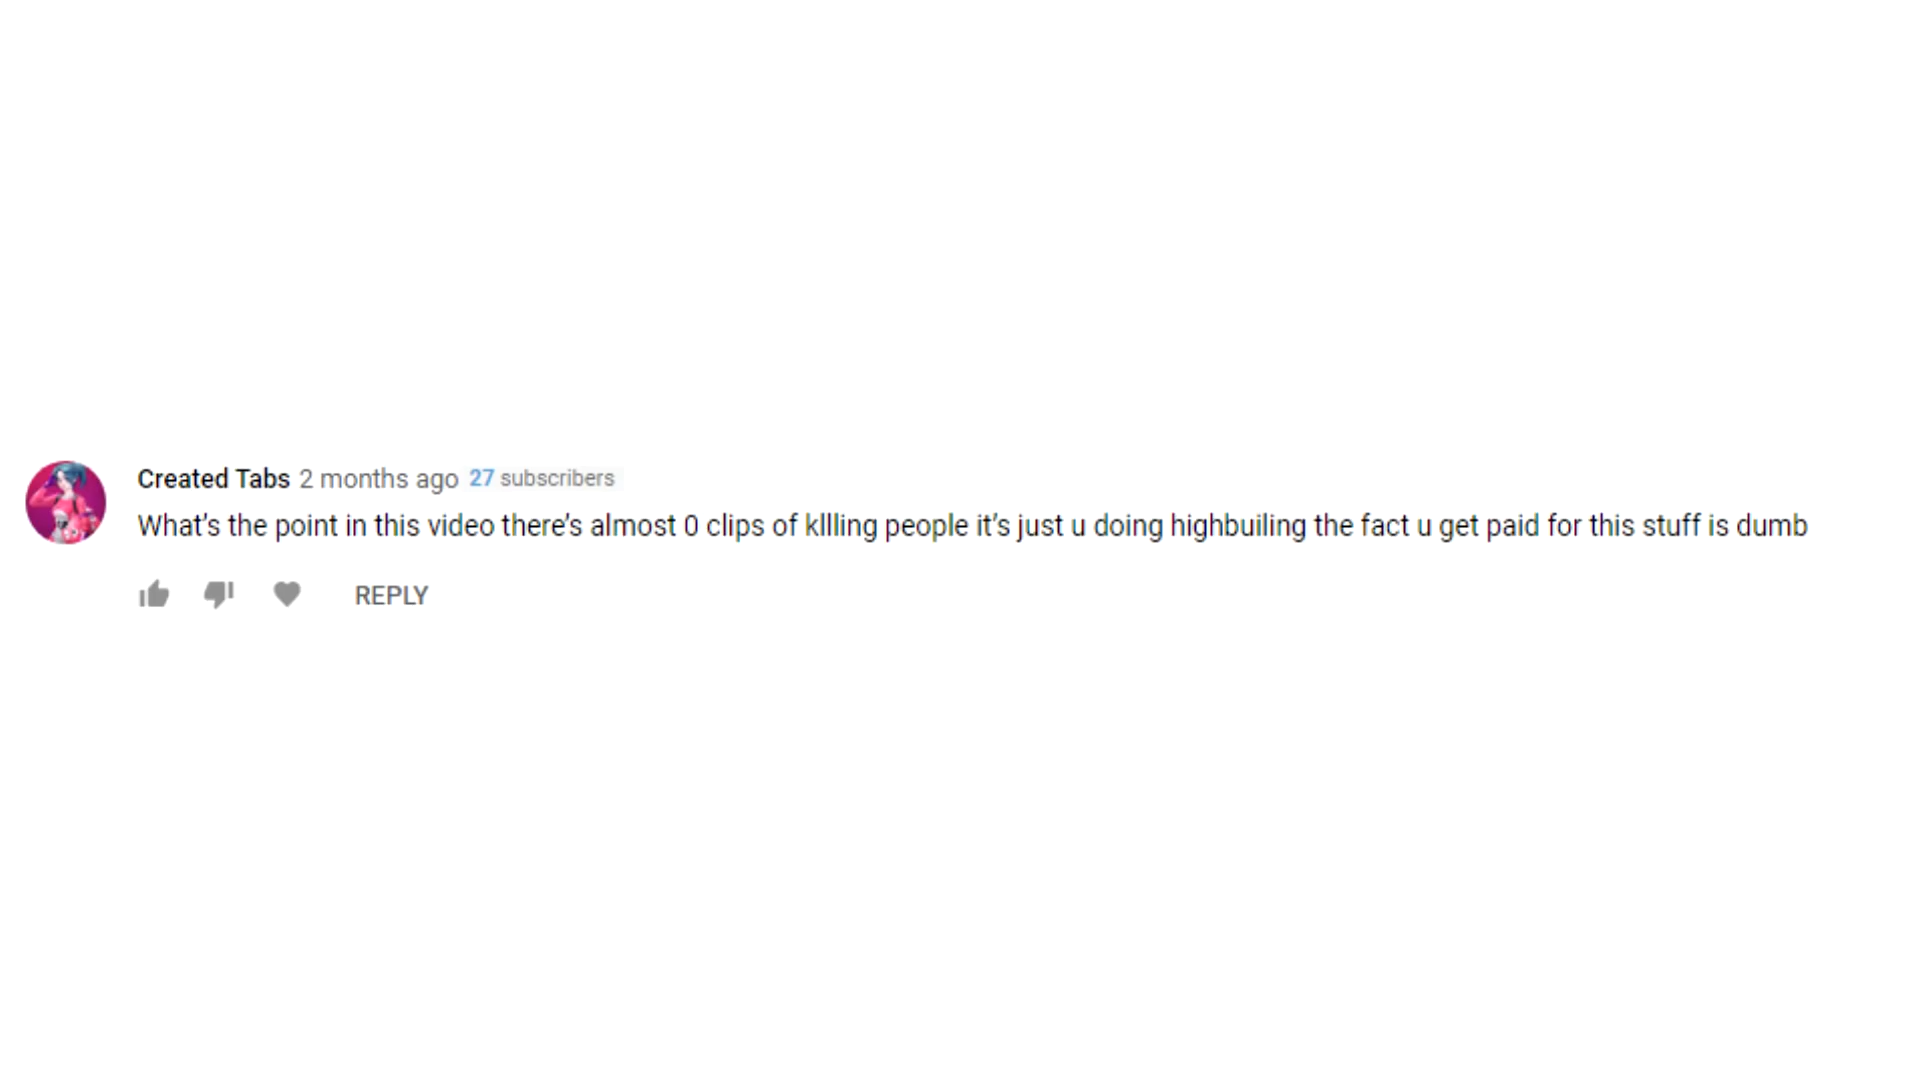 Created Tabs 2 months ago 27 subscribers
What's the point in this video there's almost 0 clips of kllling people it's just u doing highbuiling the fact u get paid for this stuff is dumb
REPLY